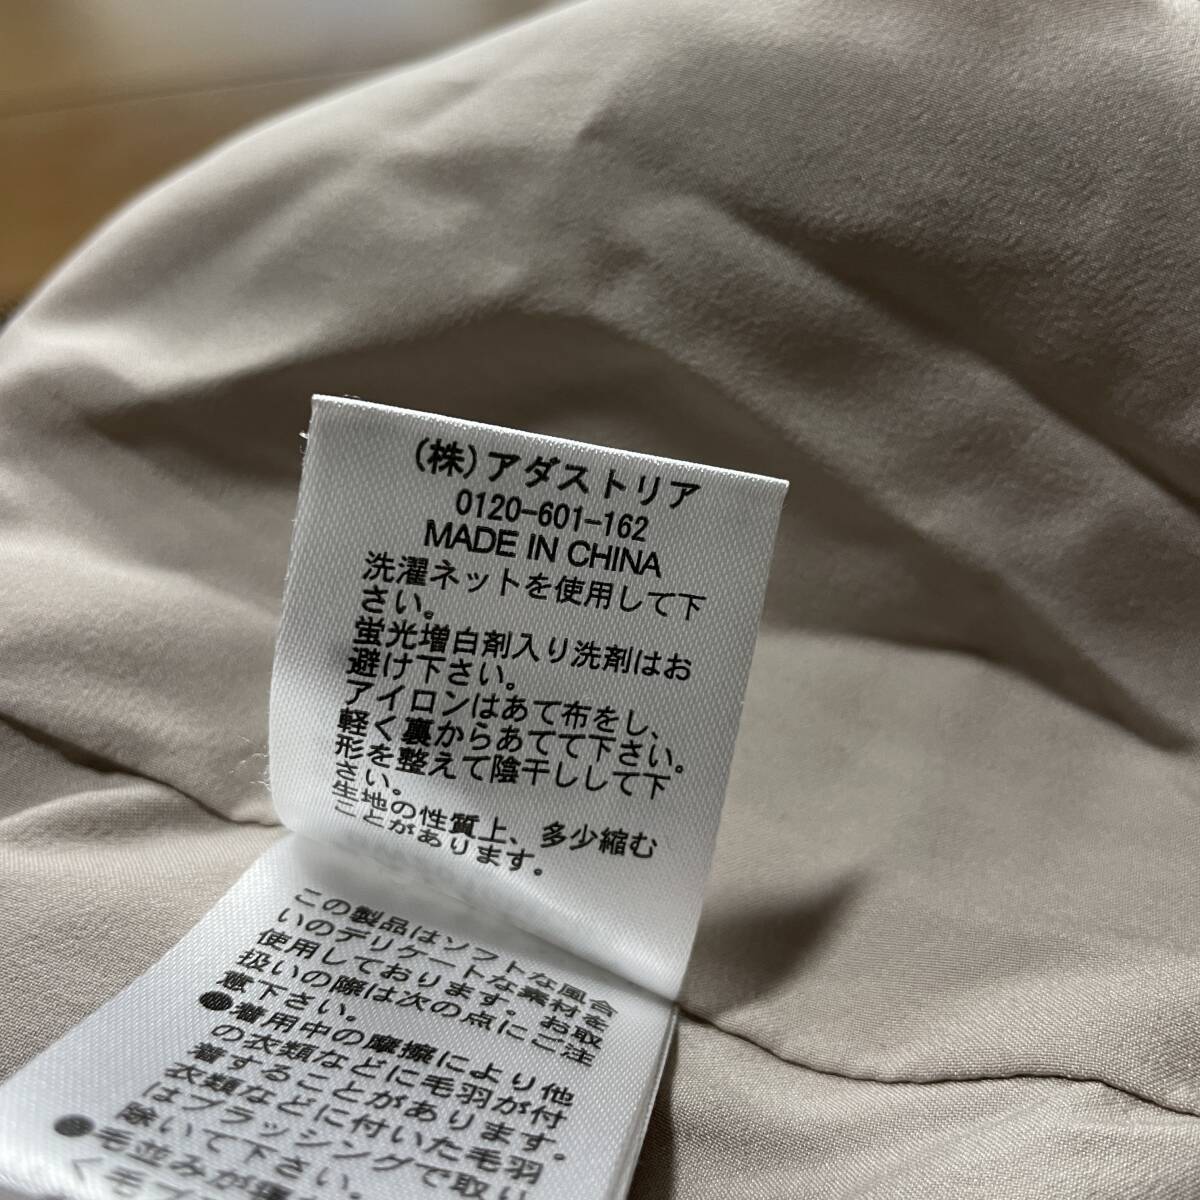 (株)アダストリア
0120-601-162
MADE IN CHINA
洗濯ネットを使用して下
さい。
蛍光増白剤入り洗剤はお
避け下さい。
アイロンはあて布をし、
軽く裏からあてて下さい。
形を整えて陰干しして下
さい。
生地の性質上、多少縮む
ことがあります。
この製品はソフトな風合
いのデリケートな素材を
使用しております。お取
扱いの際は次の点にご注
意下さい。
●着用中の摩擦により他
の衣類などに毛羽が付
着することがあります。
衣類などに付いた毛羽
はブラッシングで取り
除いて下さい。
●毛並みが
く毛ブ